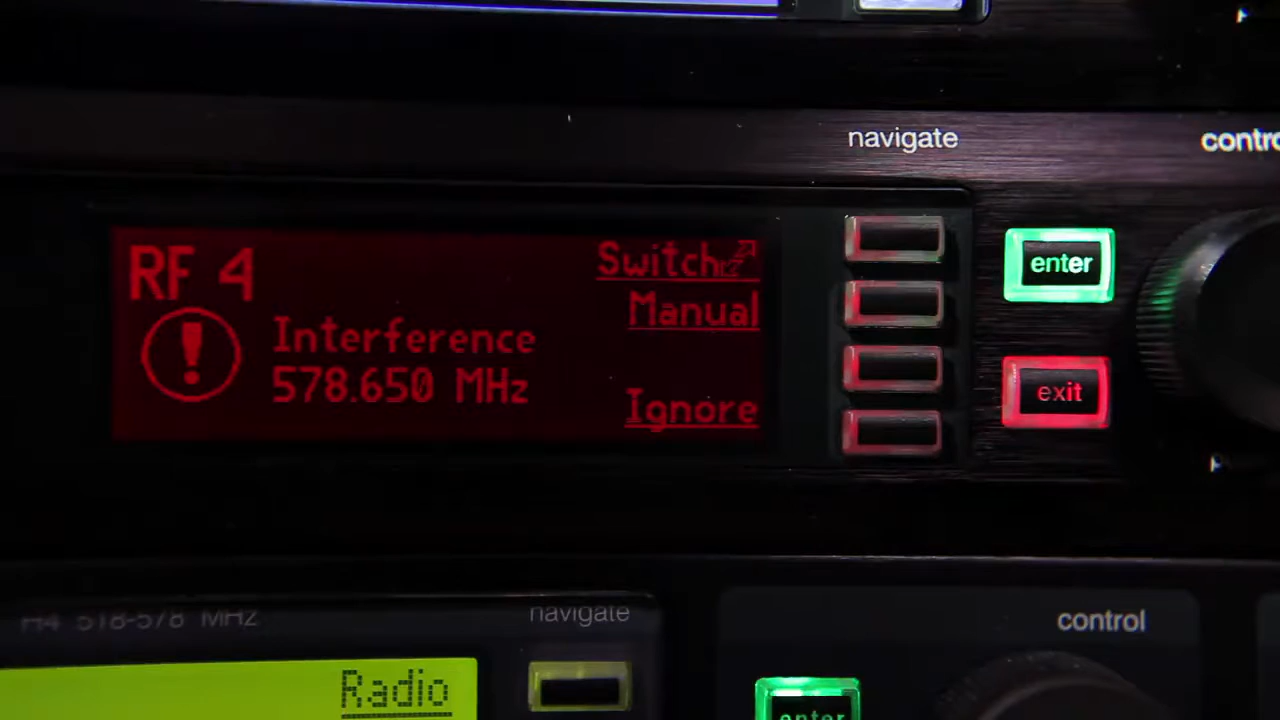 navigate
control
RF 4
Switch
Manual
!
Interference
578.650 MHz
Ignore
enter
exit
H4 518-578 MHz
navigate
control
Radio
enter